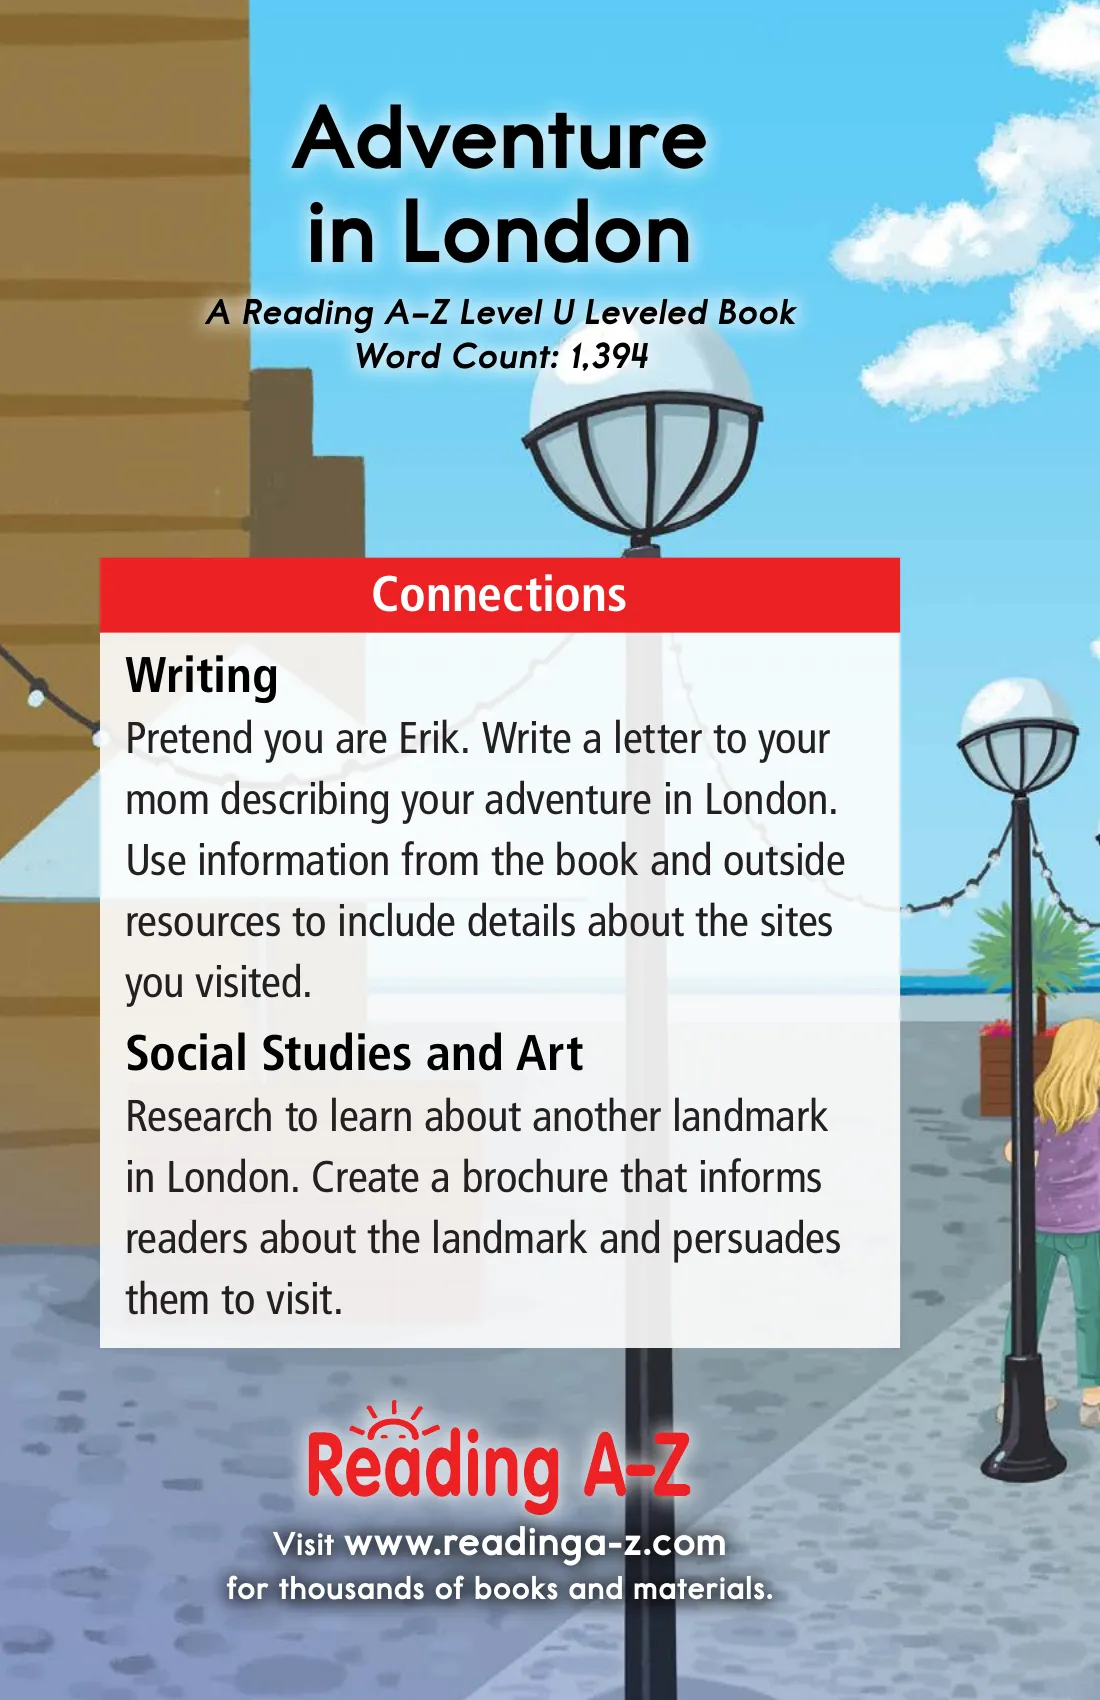 Adventure
in London
A Reading A–Z Level U Leveled Book
Word Count: 1,394
Connections
Writing
Pretend you are Erik. Write a letter to your
mom describing your adventure in London.
Use information from the book and outside
resources to include details about the sites
you visited.
Social Studies and Art
Research to learn about another landmark
in London. Create a brochure that informs
readers about the landmark and persuades
them to visit.
Reading A-Z
Visit www.readinga-z.com
for thousands of books and materials.